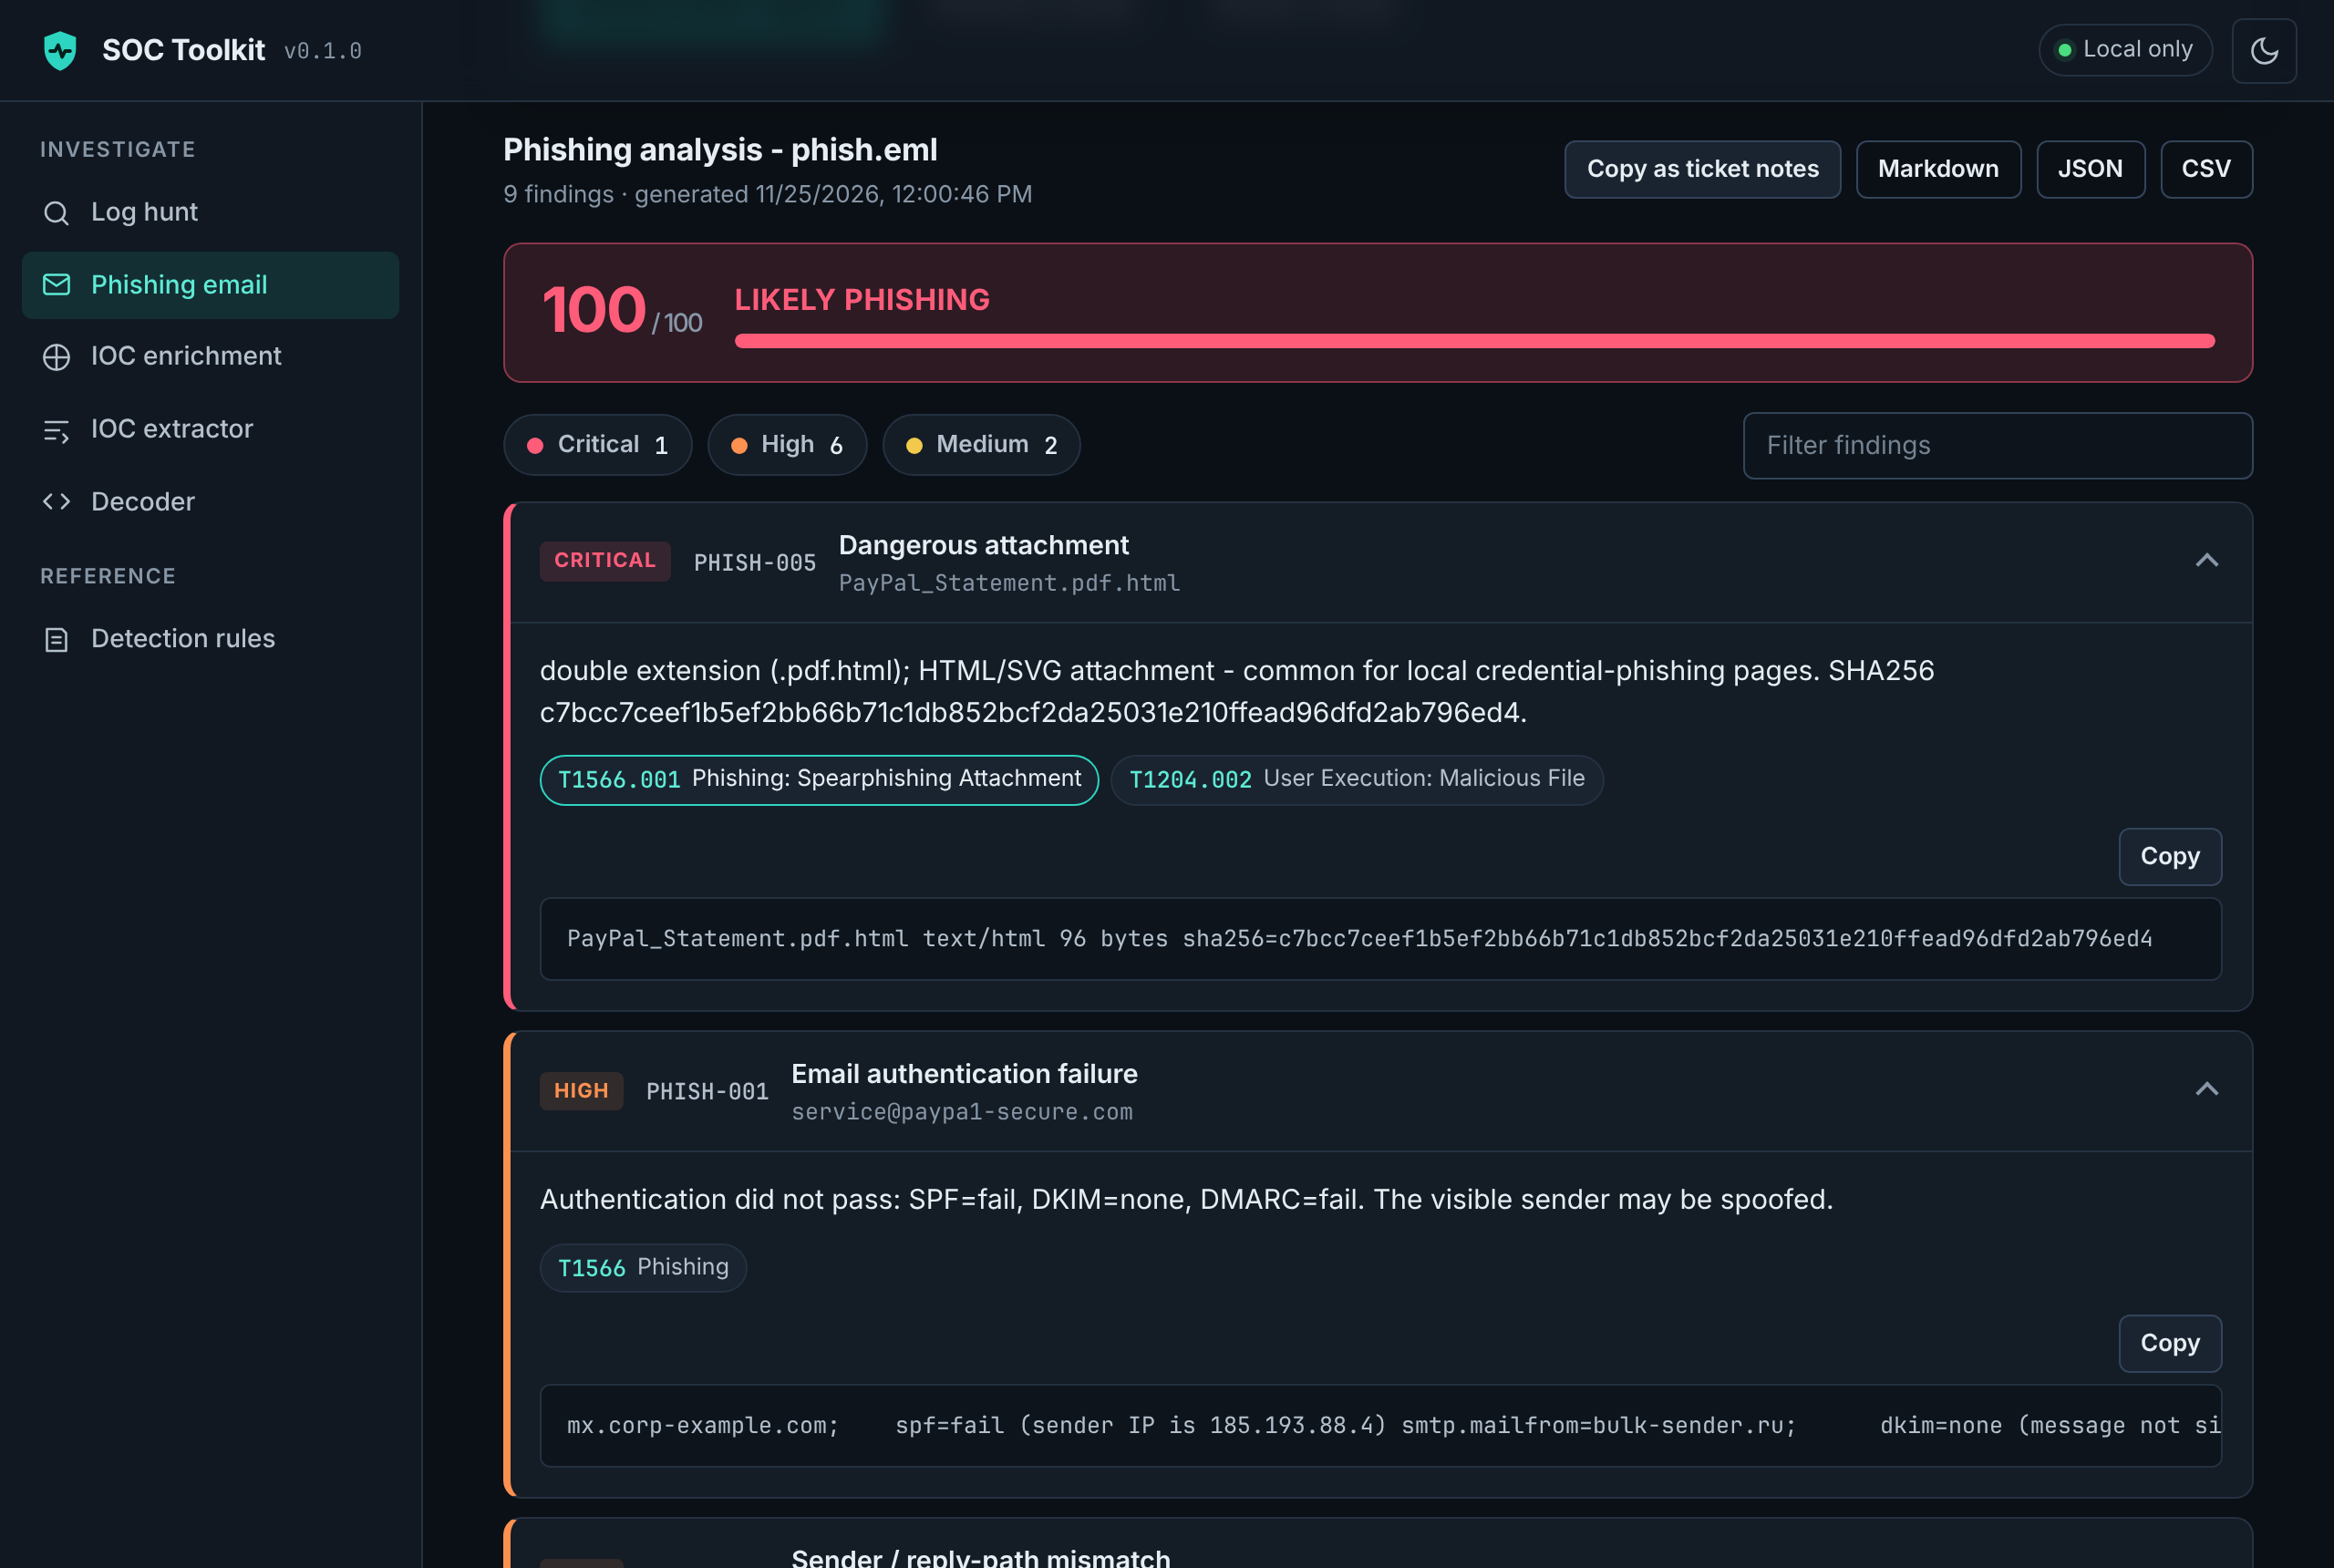 SOC Toolkit v0.1.0
Local only
INVESTIGATE
Log hunt
Phishing email
IOC enrichment
IOC extractor
Decoder
REFERENCE
Detection rules
Phishing analysis - phish.eml
9 findings · generated 11/25/2026, 12:00:46 PM
Copy as ticket notes
Markdown
JSON
CSV
100 / 100
LIKELY PHISHING
Critical 1
High 6
Medium 2
Filter findings
CRITICAL
PHISH-005
Dangerous attachment
PayPal_Statement.pdf.html
double extension (.pdf.html); HTML/SVG attachment - common for local credential-phishing pages. SHA256
c7bcc7ceef1b5ef2bb66b71c1db852bcf2da25031e210ffead96dfd2ab796ed4.
T1566.001 Phishing: Spearphishing Attachment
T1204.002 User Execution: Malicious File
Copy
PayPal_Statement.pdf.html text/html 96 bytes sha256=c7bcc7ceef1b5ef2bb66b71c1db852bcf2da25031e210ffead96dfd2ab796ed4
HIGH
PHISH-001
Email authentication failure
service@paypa1-secure.com
Authentication did not pass: SPF=fail, DKIM=none, DMARC=fail. The visible sender may be spoofed.
T1566 Phishing
Copy
mx.corp-example.com; spf=fail (sender IP is 185.193.88.4) smtp.mailfrom=bulk-sender.ru; dkim=none (message not si
Sender / reply-path mismatch